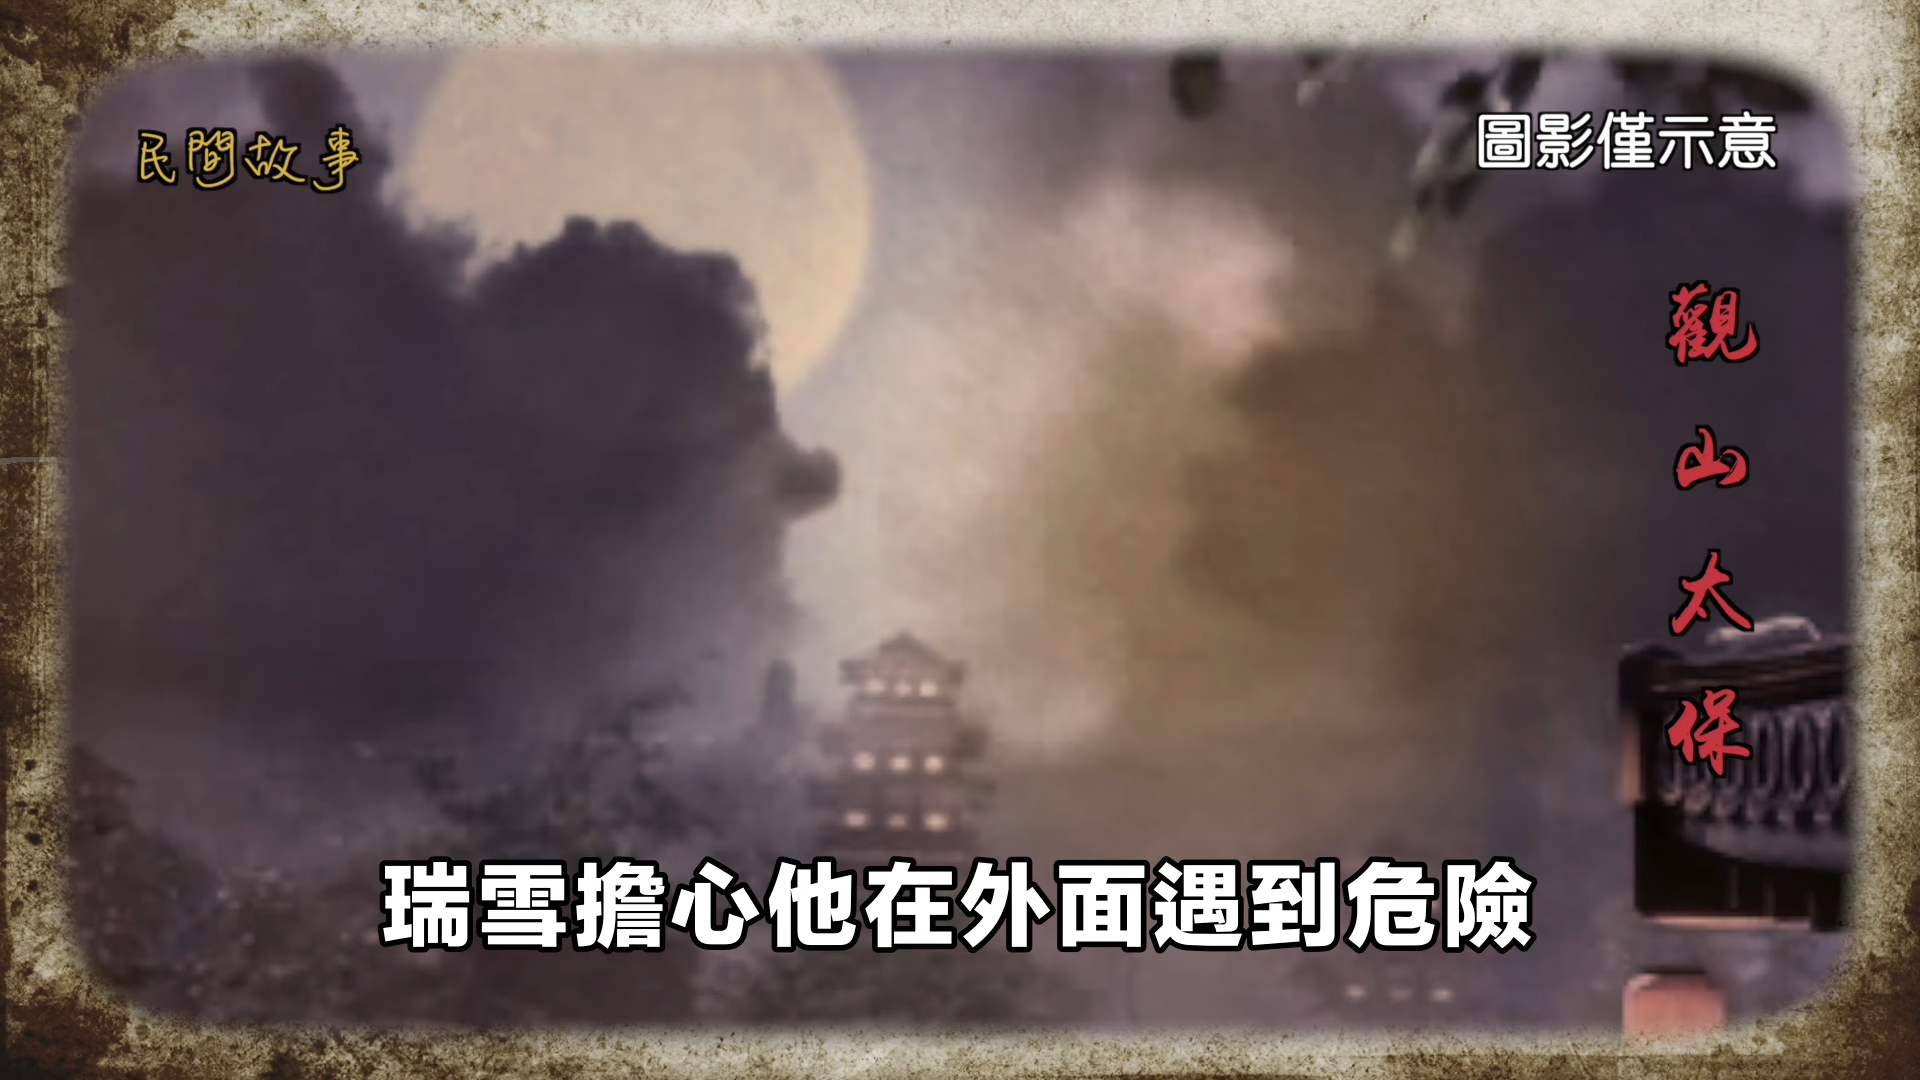 民間故事
圖影僅示意
觀山太保
瑞雪擔心他在外面遇到危險